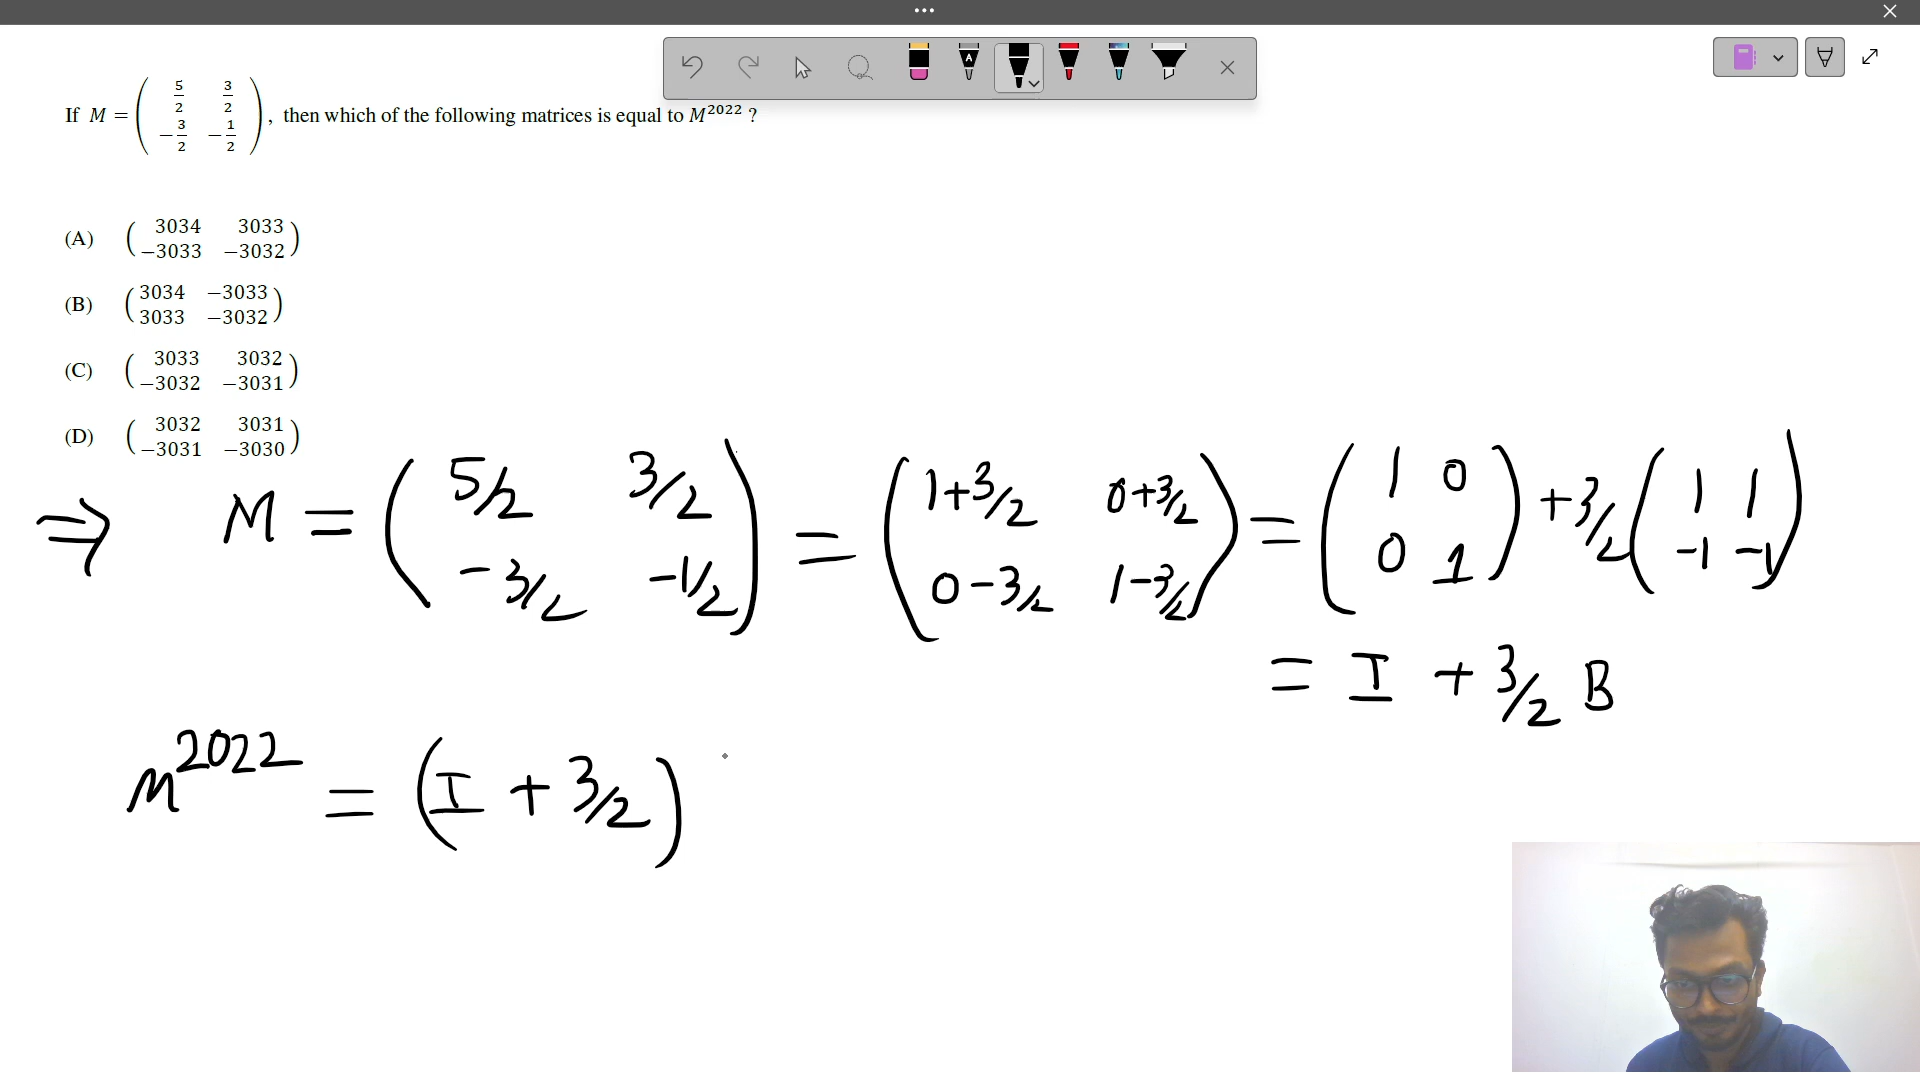 If M = ( 5/2 3/2 -3/2 -1/2 ), then which of the following matrices is equal to M^2022 ?
(A) ( 3034 3033 −3033 −3032 )
(B) ( 3034 −3033 3033 −3032 )
(C) ( 3033 3032 −3032 −3031 )
(D) ( 3032 3031 −3031 −3030 )
⇒ M = ( 5/2 3/2 -3/2 -1/2 ) = ( 1+3/2 0+3/2 0-3/2 1-3/2 ) = ( 1 0 0 1 ) + 3/2 ( 1 1 -1 -1 )
= I + 3/2 B
M^2022 = (I + 3/2)